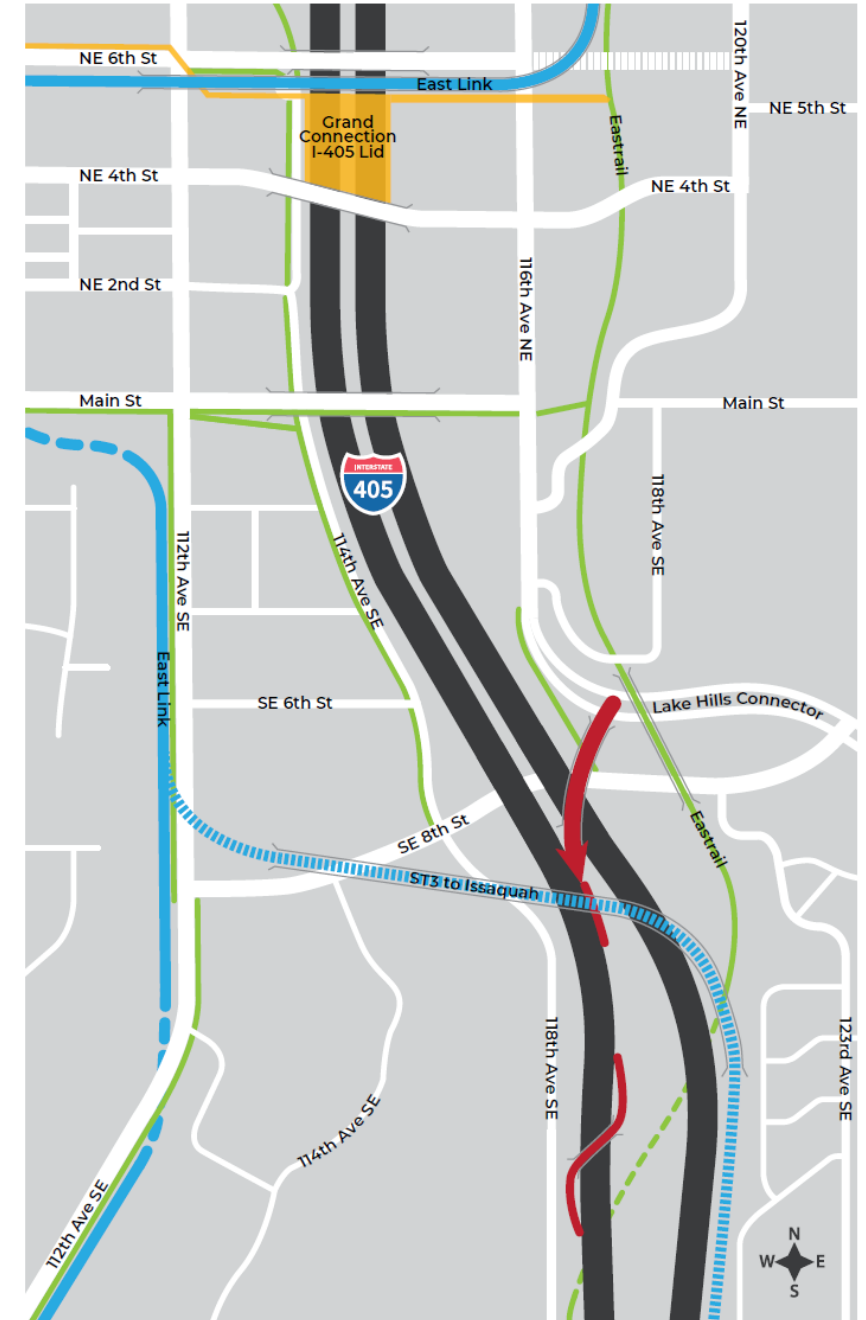 NE 6th St
120th Ave NE
East Link
NE 5th St
Grand
Connection
I-405 Lid
Eastrail
NE 4th St
NE 4th St
116th Ave NE
NE 2nd St
Main St
Main St
INTERSTATE
405
118th Ave SE
112th Ave SE
114th Ave SE
East Link
SE 6th St
Lake Hills Connector
SE 8th St
Eastrail
ST3 to Issaquah
118th Ave SE
123rd Ave SE
114th Ave SE
112th Ave SE
N
W
E
S